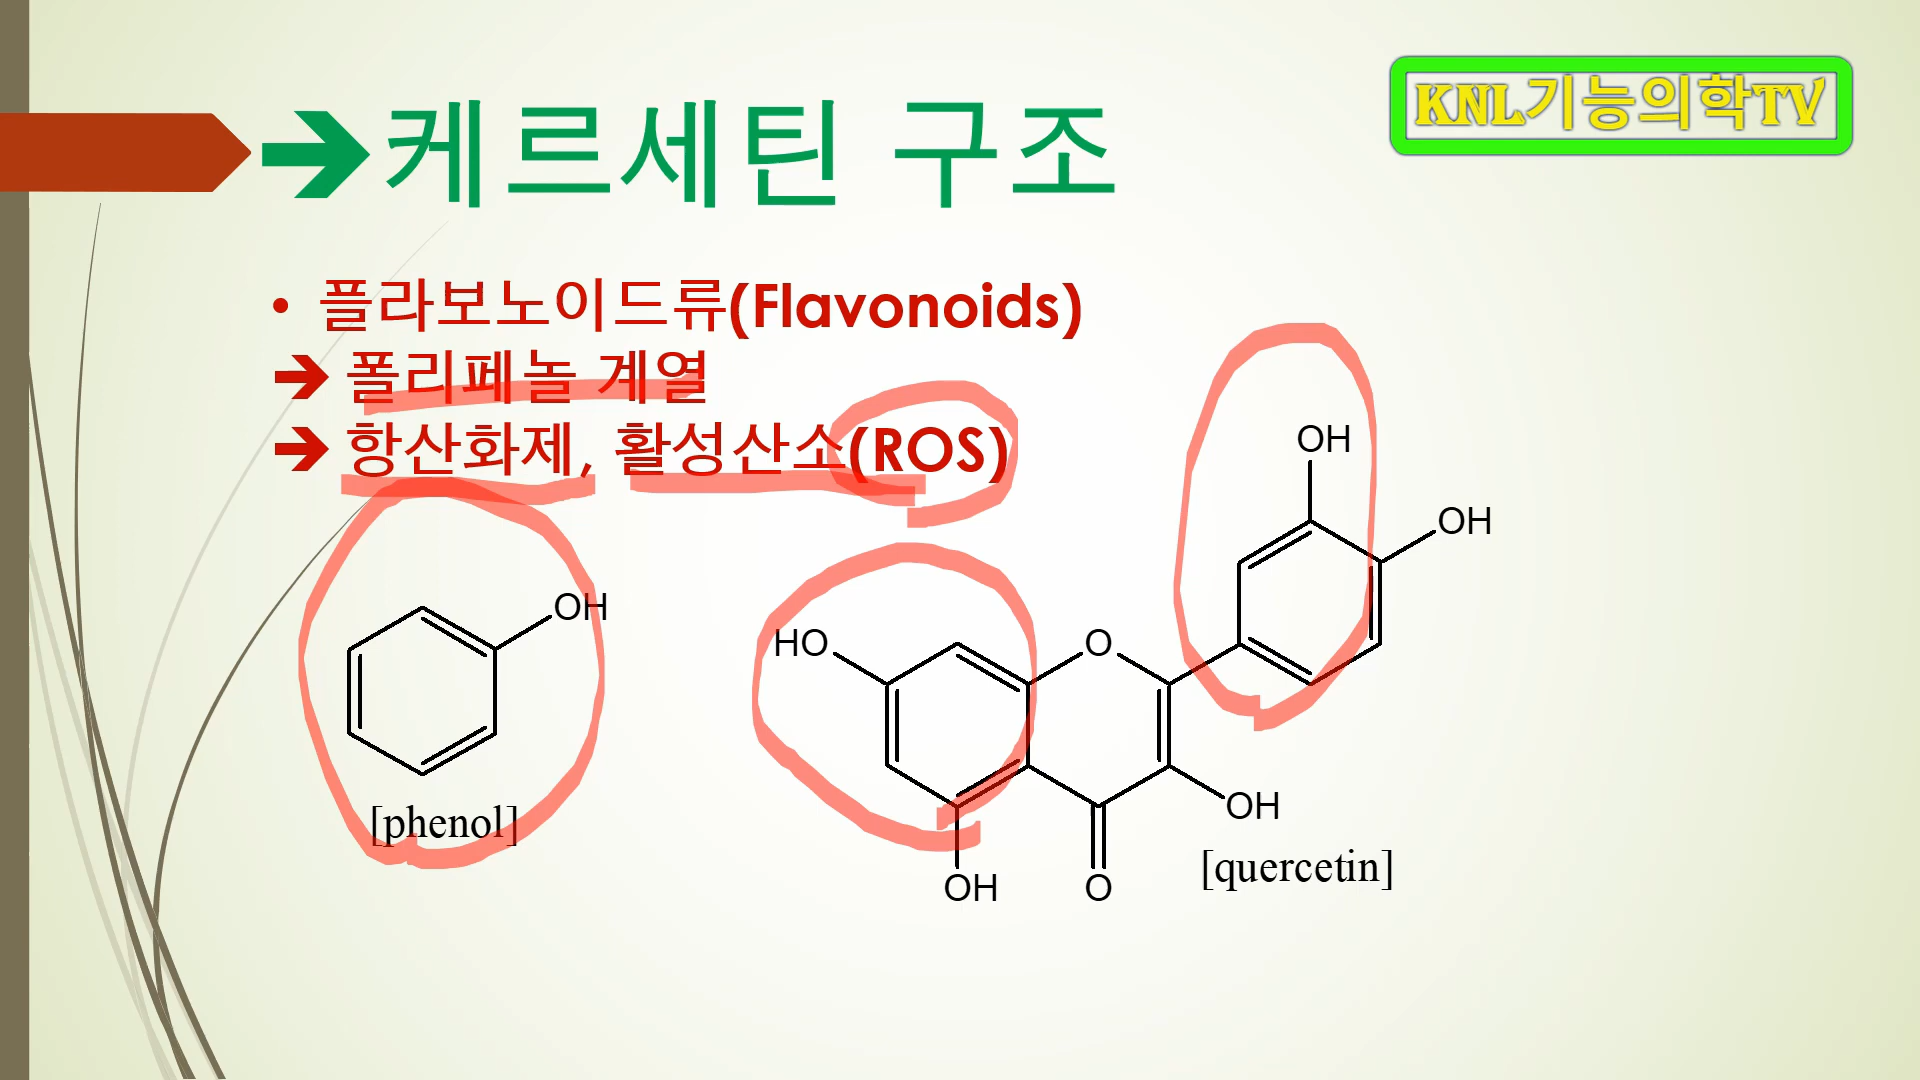 ➔케르세틴 구조
KNL기능의학TV
• 플라보노이드류(Flavonoids)
➔ 폴리페놀 계열
➔ 항산화제, 활성산소(ROS)
OH
OH
OH
HO
O
OH
OH
O
[phenol]
[quercetin]